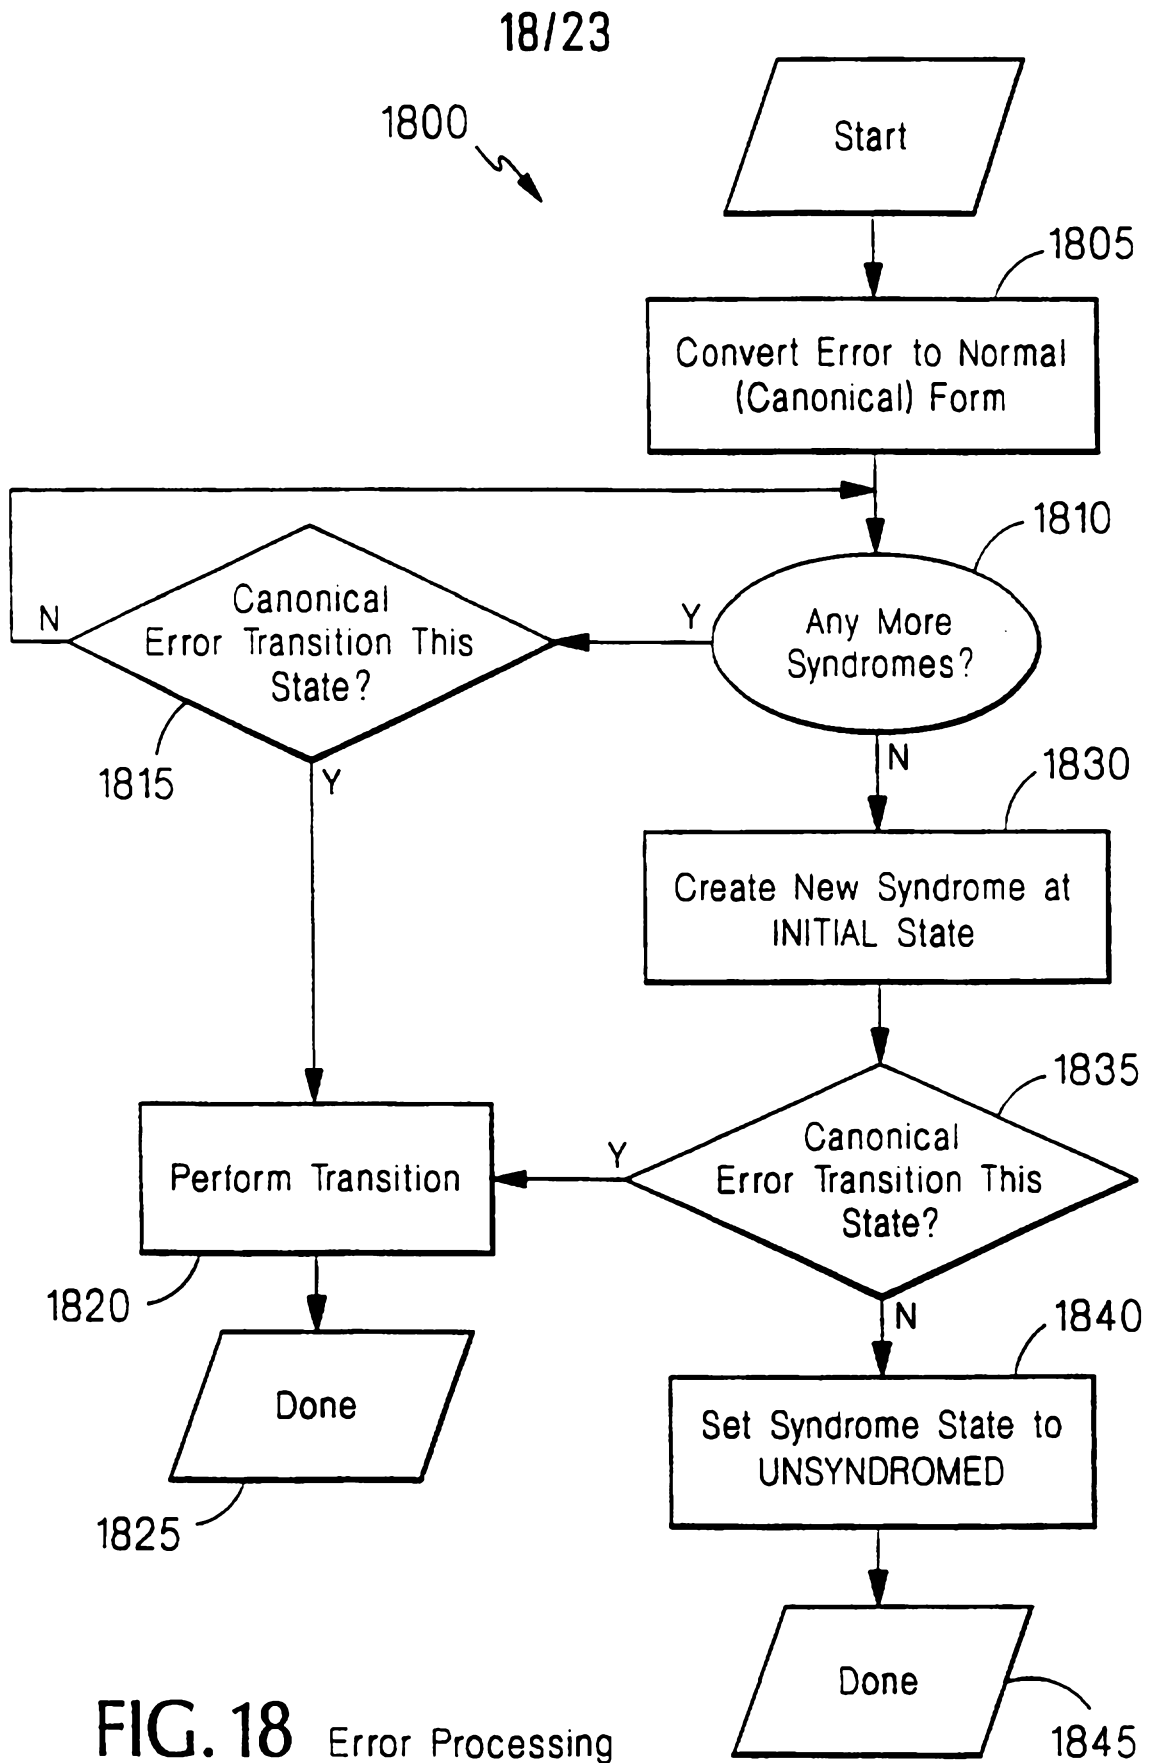 18/23
1800
Start
1805
Convert Error to Normal
(Canonical) Form
1810
Any More
Syndromes?
Y
Canonical
Error Transition This
State?
N
1815
Y
N
1830
Create New Syndrome at
INITIAL State
1835
Canonical
Error Transition This
State?
Y
Perform Transition
1820
N
1840
Done
1825
Set Syndrome State to
UNSYNDROMED
Done
1845
FIG. 18 Error Processing